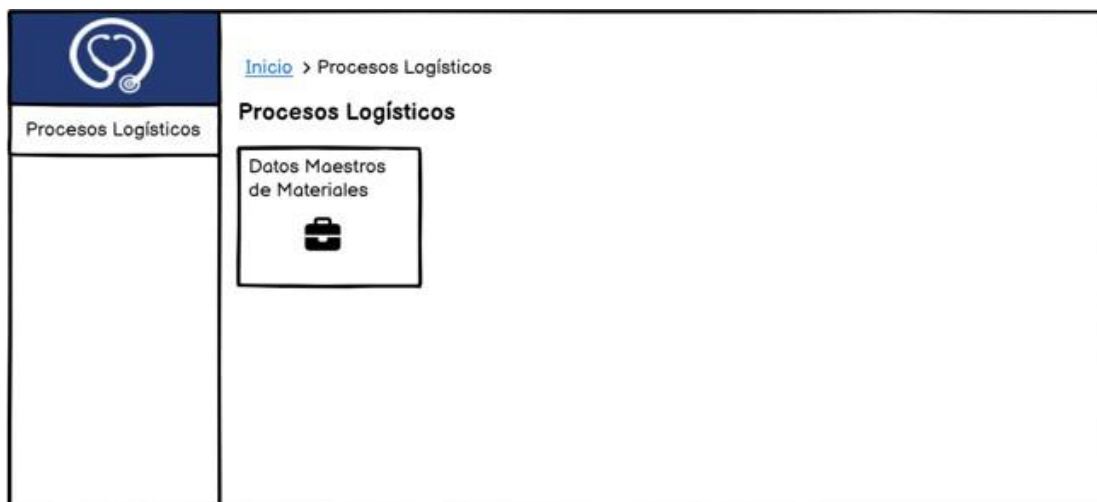 Inicio > Procesos Logísticos
Procesos Logísticos
Procesos Logísticos
Datos Maestros
de Materiales